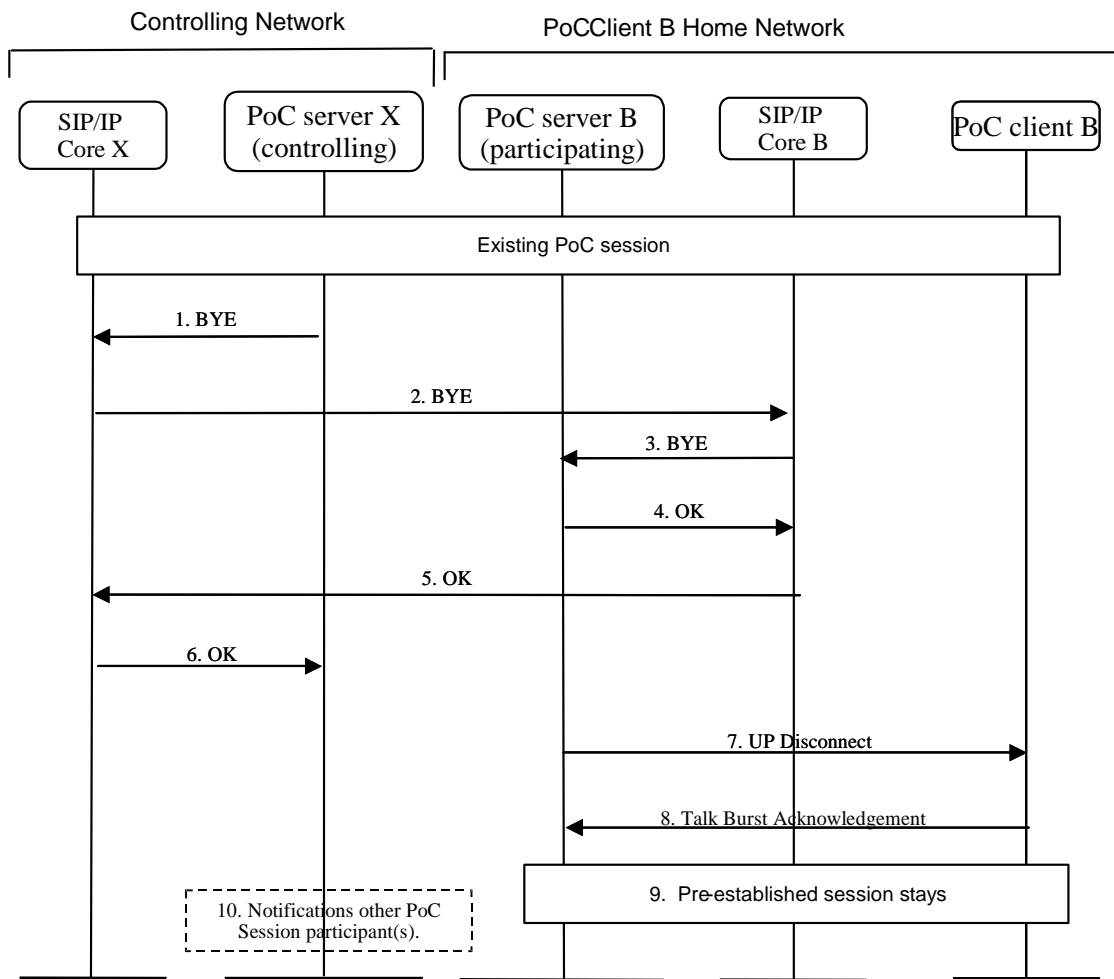 Controlling Network
PoCClient B Home Network
SIP/IP
Core X
PoC server X
(controlling)
PoC server B
(participating)
SIP/IP
Core B
PoC client B
Existing PoC session
1. BYE
2. BYE
3. BYE
4. OK
5. OK
6. OK
7. UP Disconnect
8. Talk Burst Acknowledgement
9. Pre-established session stays
10. Notifications other PoC
Session participant(s).